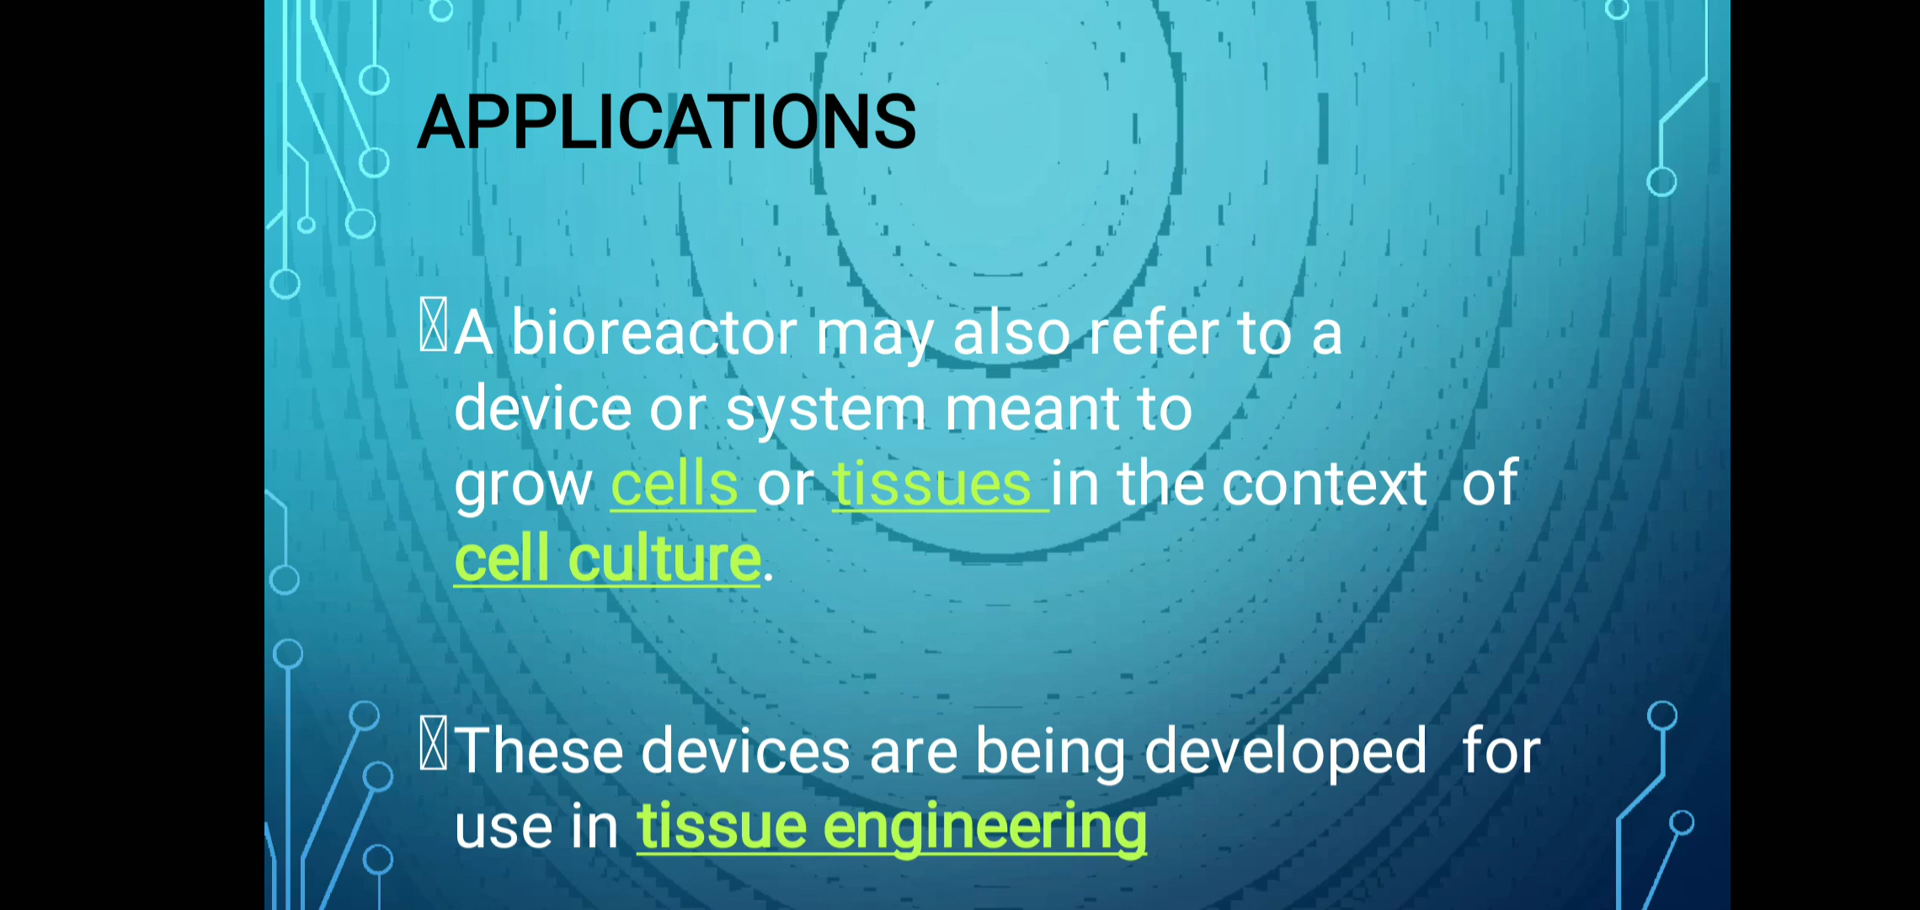 APPLICATIONS
A bioreactor may also refer to a
device or system meant to
grow cells or tissues in the context of
cell culture.
These devices are being developed for
use in tissue engineering